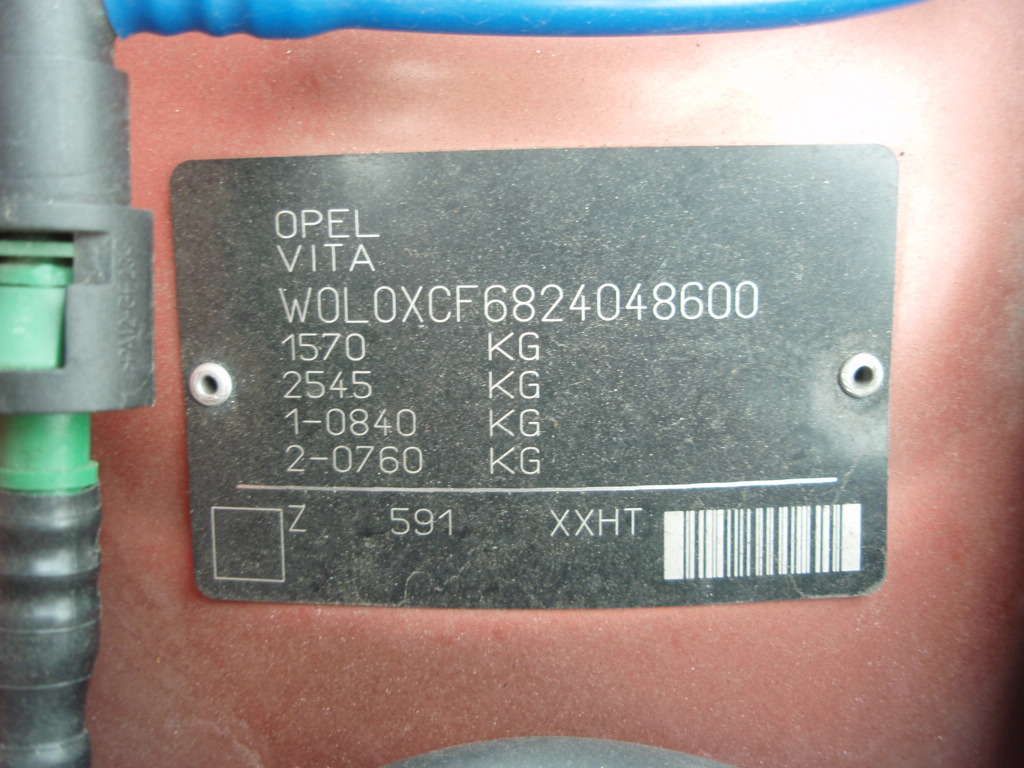 OPEL
VITA
W0L0XCF6824048600
1570 KG
2545 KG
1-0840 KG
2-0760 KG
Z 591 XXHT